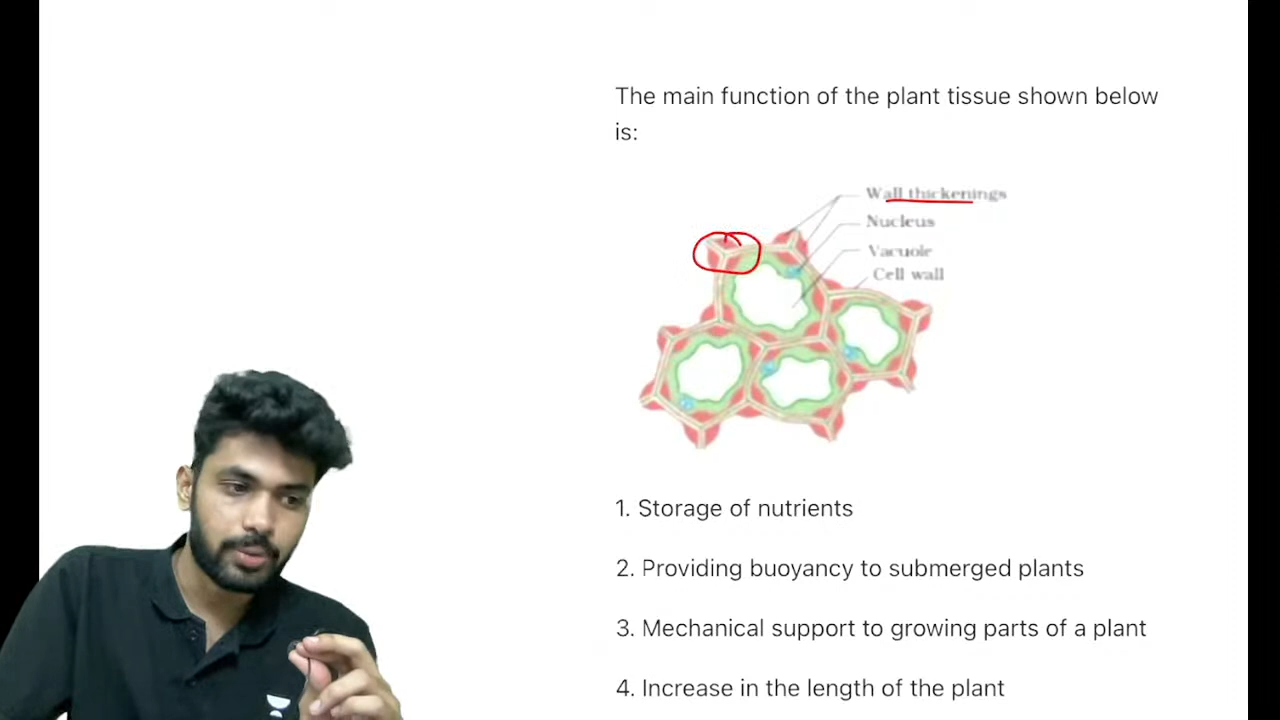 The main function of the plant tissue shown below
is:
Wall thickenings
Nucleus
Vacuole
Cell wall
1. Storage of nutrients
2. Providing buoyancy to submerged plants
3. Mechanical support to growing parts of a plant
4. Increase in the length of the plant